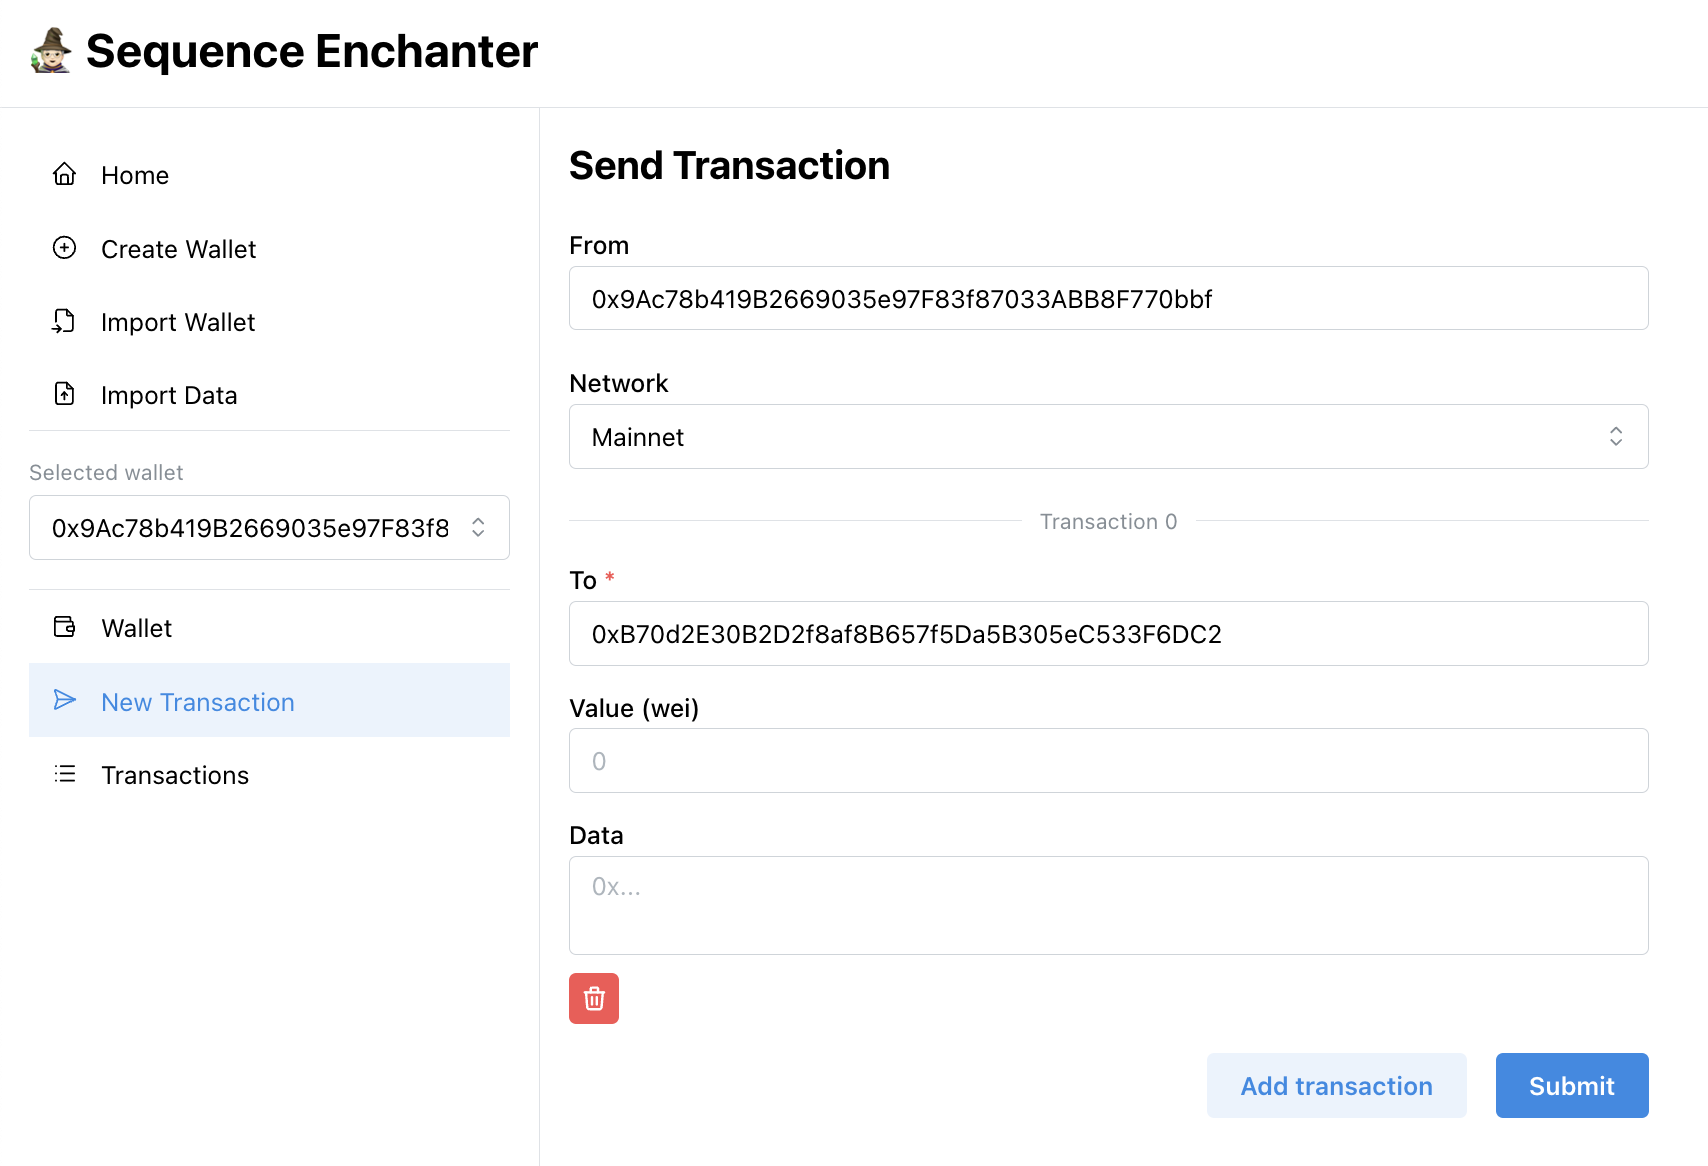 Sequence Enchanter
Home
Create Wallet
Import Wallet
Import Data
Selected wallet
0x9Ac78b419B2669035e97F83f8
Wallet
New Transaction
Transactions
Send Transaction
From
0x9Ac78b419B2669035e97F83f87033ABB8F770bbf
Network
Mainnet
Transaction 0
To *
0xB70d2E30B2D2f8af8B657f5Da5B305eC533F6DC2
Value (wei)
0
Data
0x...
Add transaction
Submit